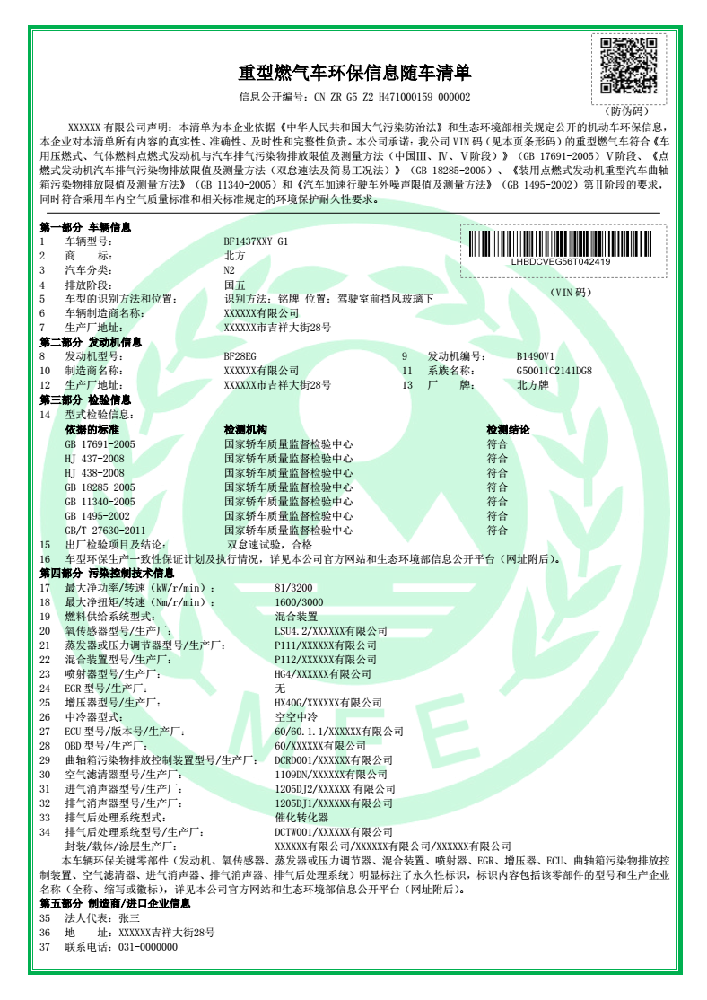 重型燃气车环保信息随车清单
信息公开编号：CN ZR G5 Z2 H471000159 000002
（防伪码）
XXXXXX 有限公司声明：本清单为本企业依据《中华人民共和国大气污染防治法》和生态环境部相关规定公开的机动车环保信息，
本企业对本清单所有内容的真实性、准确性、及时性和完整性负责。本公司承诺：我公司 VIN 码（见本页条形码）的重型燃气车符合《车
用压燃式、气体燃料点燃式发动机与汽车排气污染物排放限值及测量方法（中国Ⅲ、Ⅳ、Ⅴ阶段）》（GB 17691-2005）Ⅴ阶段、《点
燃式发动机汽车排气污染物排放限值及测量方法（双怠速法及简易工况法）》（GB 18285-2005）、《装用点燃式发动机重型汽车曲轴
箱污染物排放限值及测量方法》（GB 11340-2005）和《汽车加速行驶车外噪声限值及测量方法》（GB 1495-2002）第Ⅱ阶段的要求，
同时符合乘用车内空气质量标准和相关标准规定的环境保护耐久性要求。
第一部分 车辆信息
1 车辆型号： BF1437XXY-G1
2 商 标： 北方
3 汽车分类： N2
4 排放阶段： 国五
5 车型的识别方法和位置： 识别方法：铭牌 位置：驾驶室前挡风玻璃下
6 车辆制造商名称： XXXXXX有限公司
7 生产厂地址： XXXXXX市吉祥大街28号
LHBDCVEG56T042419
（VIN 码）
第二部分 发动机信息
8 发动机型号： BF28EG 9 发动机编号： B1490V1
10 制造商名称： XXXXXX有限公司 11 系族名称： G50011C2141DG8
12 生产厂地址： XXXXXX市吉祥大街28号 13 厂 牌： 北方牌
第三部分 检验信息
14 型式检验信息：
依据的标准 检测机构 检测结论
GB 17691-2005 国家轿车质量监督检验中心 符合
HJ 437-2008 国家轿车质量监督检验中心 符合
HJ 438-2008 国家轿车质量监督检验中心 符合
GB 18285-2005 国家轿车质量监督检验中心 符合
GB 11340-2005 国家轿车质量监督检验中心 符合
GB 1495-2002 国家轿车质量监督检验中心 符合
GB/T 27630-2011 国家轿车质量监督检验中心 符合
15 出厂检验项目及结论： 双怠速试验，合格
16 车型环保生产一致性保证计划及执行情况，详见本公司官方网站和生态环境部信息公开平台（网址附后）。
第四部分 污染控制技术信息
17 最大净功率/转速（kW/r/min）： 81/3200
18 最大净扭矩/转速（Nm/r/min）： 1600/3000
19 燃料供给系统型式： 混合装置
20 氧传感器型号/生产厂： LSU4.2/XXXXXX有限公司
21 蒸发器或压力调节器型号/生产厂： P111/XXXXXX有限公司
22 混合装置型号/生产厂： P112/XXXXXX有限公司
23 喷射器型号/生产厂： HG4/XXXXXX有限公司
24 EGR 型号/生产厂： 无
25 增压器型号/生产厂： HX40G/XXXXXX有限公司
26 中冷器型式： 空空中冷
27 ECU 型号/版本号/生产厂： 60/60.1.1/XXXXXX有限公司
28 OBD 型号/生产厂： 60/XXXXXX有限公司
29 曲轴箱污染物排放控制装置型号/生产厂： DCRD001/XXXXXX有限公司
30 空气滤清器型号/生产厂： 1109DN/XXXXXX有限公司
31 进气消声器型号/生产厂： 1205DJ2/XXXXXX 有限公司
32 排气消声器型号/生产厂： 1205DJ1/XXXXXX有限公司
33 排气后处理系统型式： 催化转化器
34 排气后处理系统型号/生产厂： DCTW001/XXXXXX有限公司
封装/载体/涂层生产厂： XXXXXX有限公司/XXXXXX有限公司/XXXXXX有限公司
本车辆环保关键零部件（发动机、氧传感器、蒸发器或压力调节器、混合装置、喷射器、EGR、增压器、ECU、曲轴箱污染物排放控
制装置、空气滤清器、进气消声器、排气消声器、排气后处理系统）明显标注了永久性标识，标识内容包括该零部件的型号和生产企业
名称（全称、缩写或徽标），详见本公司官方网站和生态环境部信息公开平台（网址附后）。
第五部分 制造商/进口企业信息
35 法人代表：张三
36 地 址：XXXXXX吉祥大街28号
37 联系电话：031-0000000
MEE